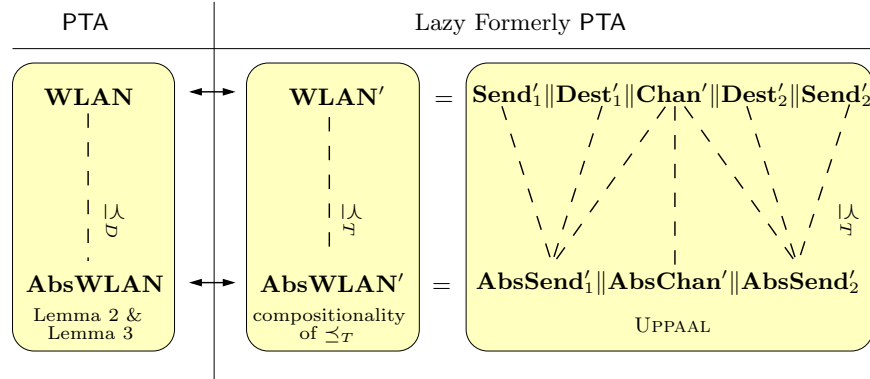 PTA Lazy Formerly PTA
WLAN WLAN′ = Send′₁∥Dest′₁∥Chan′∥Dest′₂∥Send′₂
⪯D ⪯T ⪯T
AbsWLAN AbsWLAN′ = AbsSend′₁∥AbsChan′∥AbsSend′₂
Lemma 2 & compositionality UPPAAL
Lemma 3 of ⪯T